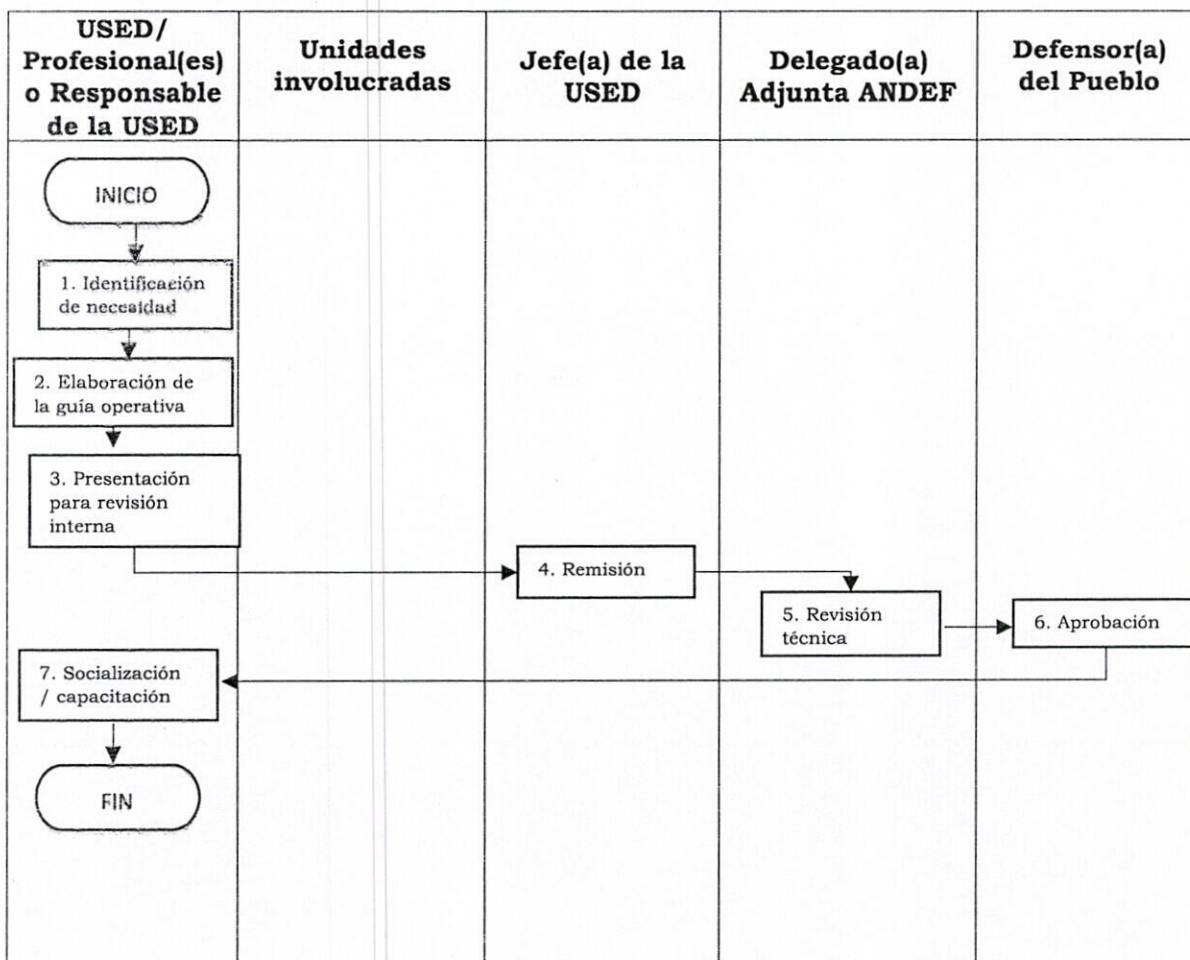 USED/
Profesional(es)
o Responsable
de la USED
Unidades
involucradas
Jefe(a) de la
USED
Delegado(a)
Adjunta ANDEF
Defensor(a)
del Pueblo
INICIO
1. Identificación
de necesidad
2. Elaboración de
la guía operativa
3. Presentación
para revisión
interna
4. Remisión
5. Revisión
técnica
6. Aprobación
7. Socialización
/ capacitación
FIN